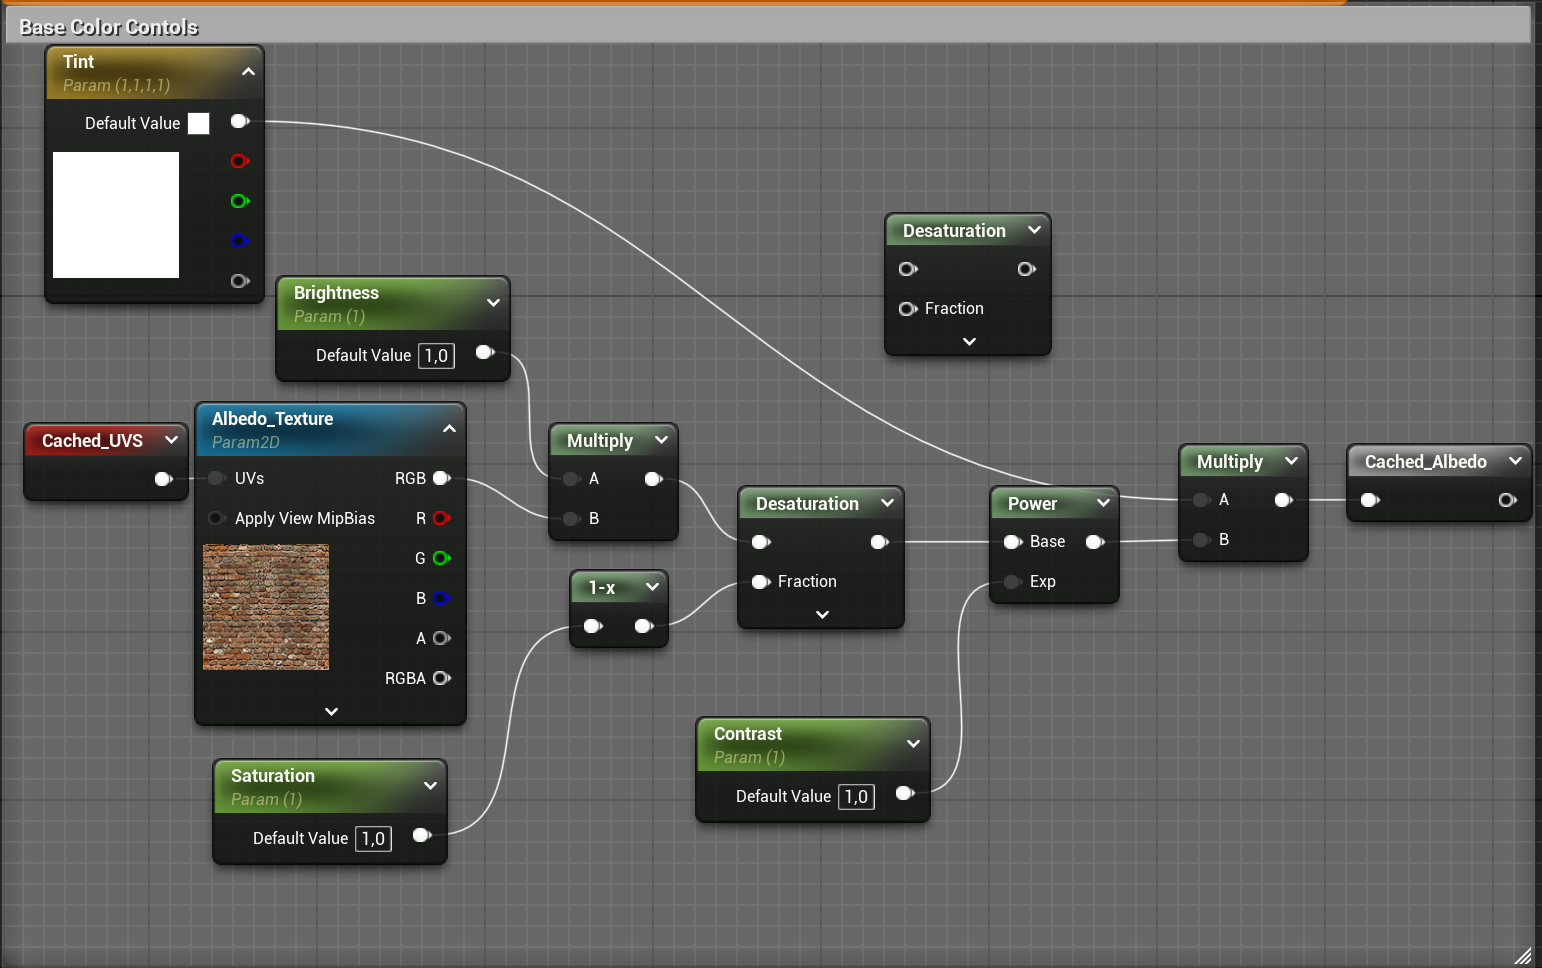 Base Color Contols
Tint
Param (1,1,1,1)
Default Value
Brightness
Param (1)
Default Value 1,0
Desaturation
Fraction
Cached_UVS
Albedo_Texture
Param2D
UVs
RGB
Apply View MipBias
R
G
B
A
RGBA
Multiply
A
B
1-x
Desaturation
Fraction
Power
Base
Exp
Multiply
A
B
Cached_Albedo
Saturation
Param (1)
Default Value 1,0
Contrast
Param (1)
Default Value 1,0